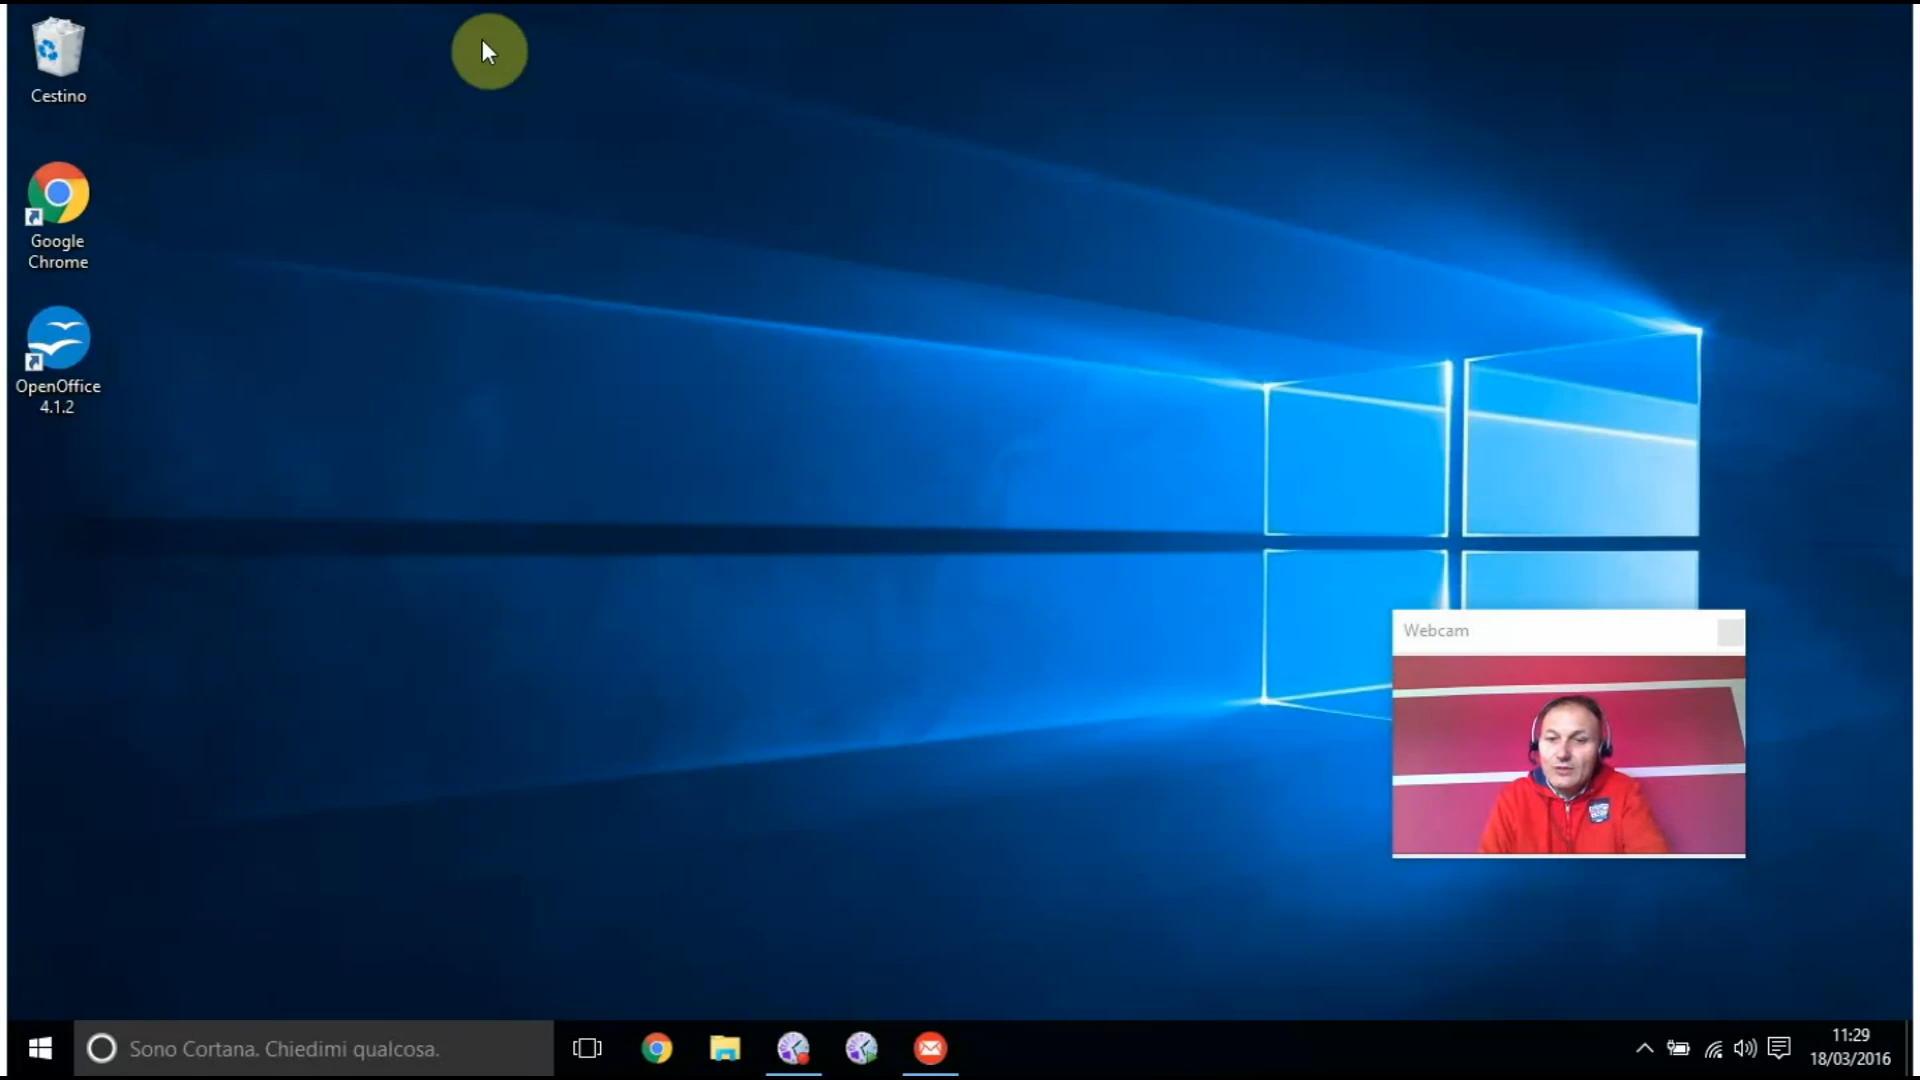 Cestino
Google
Chrome
OpenOffice
4.1.2
Webcam
Sono Cortana. Chiedimi qualcosa.
11:29
18/03/2016